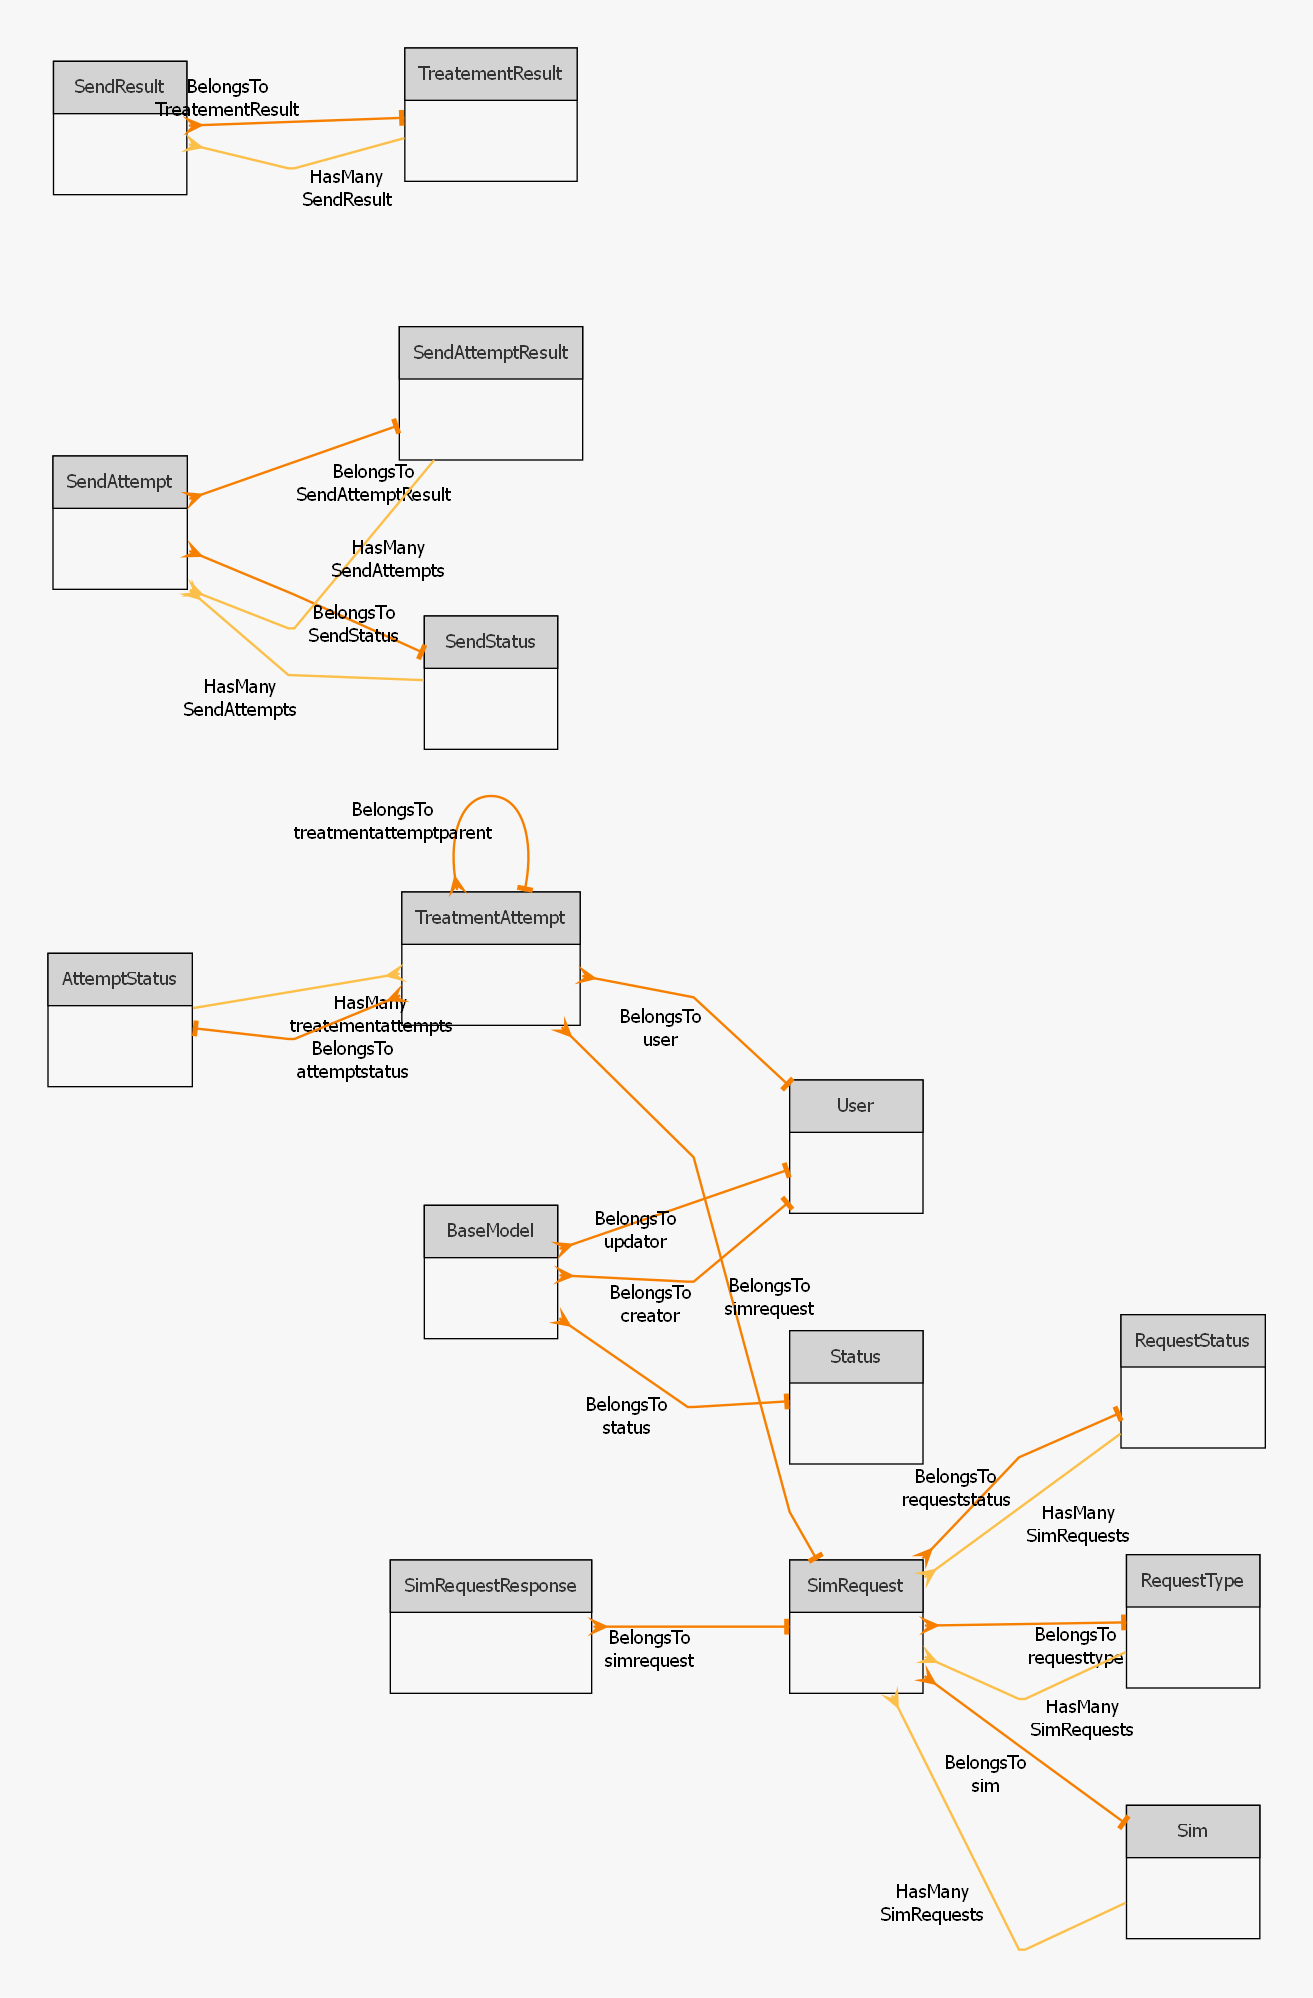 SendResult
BelongsTo
TreatementResult
TreatementResult
HasMany
SendResult
SendAttemptResult
SendAttempt
BelongsTo
SendAttemptResult
HasMany
SendAttempts
BelongsTo
SendStatus
SendStatus
HasMany
SendAttempts
BelongsTo
treatmentattemptparent
TreatmentAttempt
AttemptStatus
HasMany
treatementattempts
BelongsTo
attemptstatus
BelongsTo
user
User
BaseModel
BelongsTo
updator
BelongsTo
creator
BelongsTo
simrequest
Status
BelongsTo
status
RequestStatus
BelongsTo
requeststatus
HasMany
SimRequests
SimRequestResponse
BelongsTo
simrequest
SimRequest
RequestType
BelongsTo
requesttype
HasMany
SimRequests
BelongsTo
sim
Sim
HasMany
SimRequests